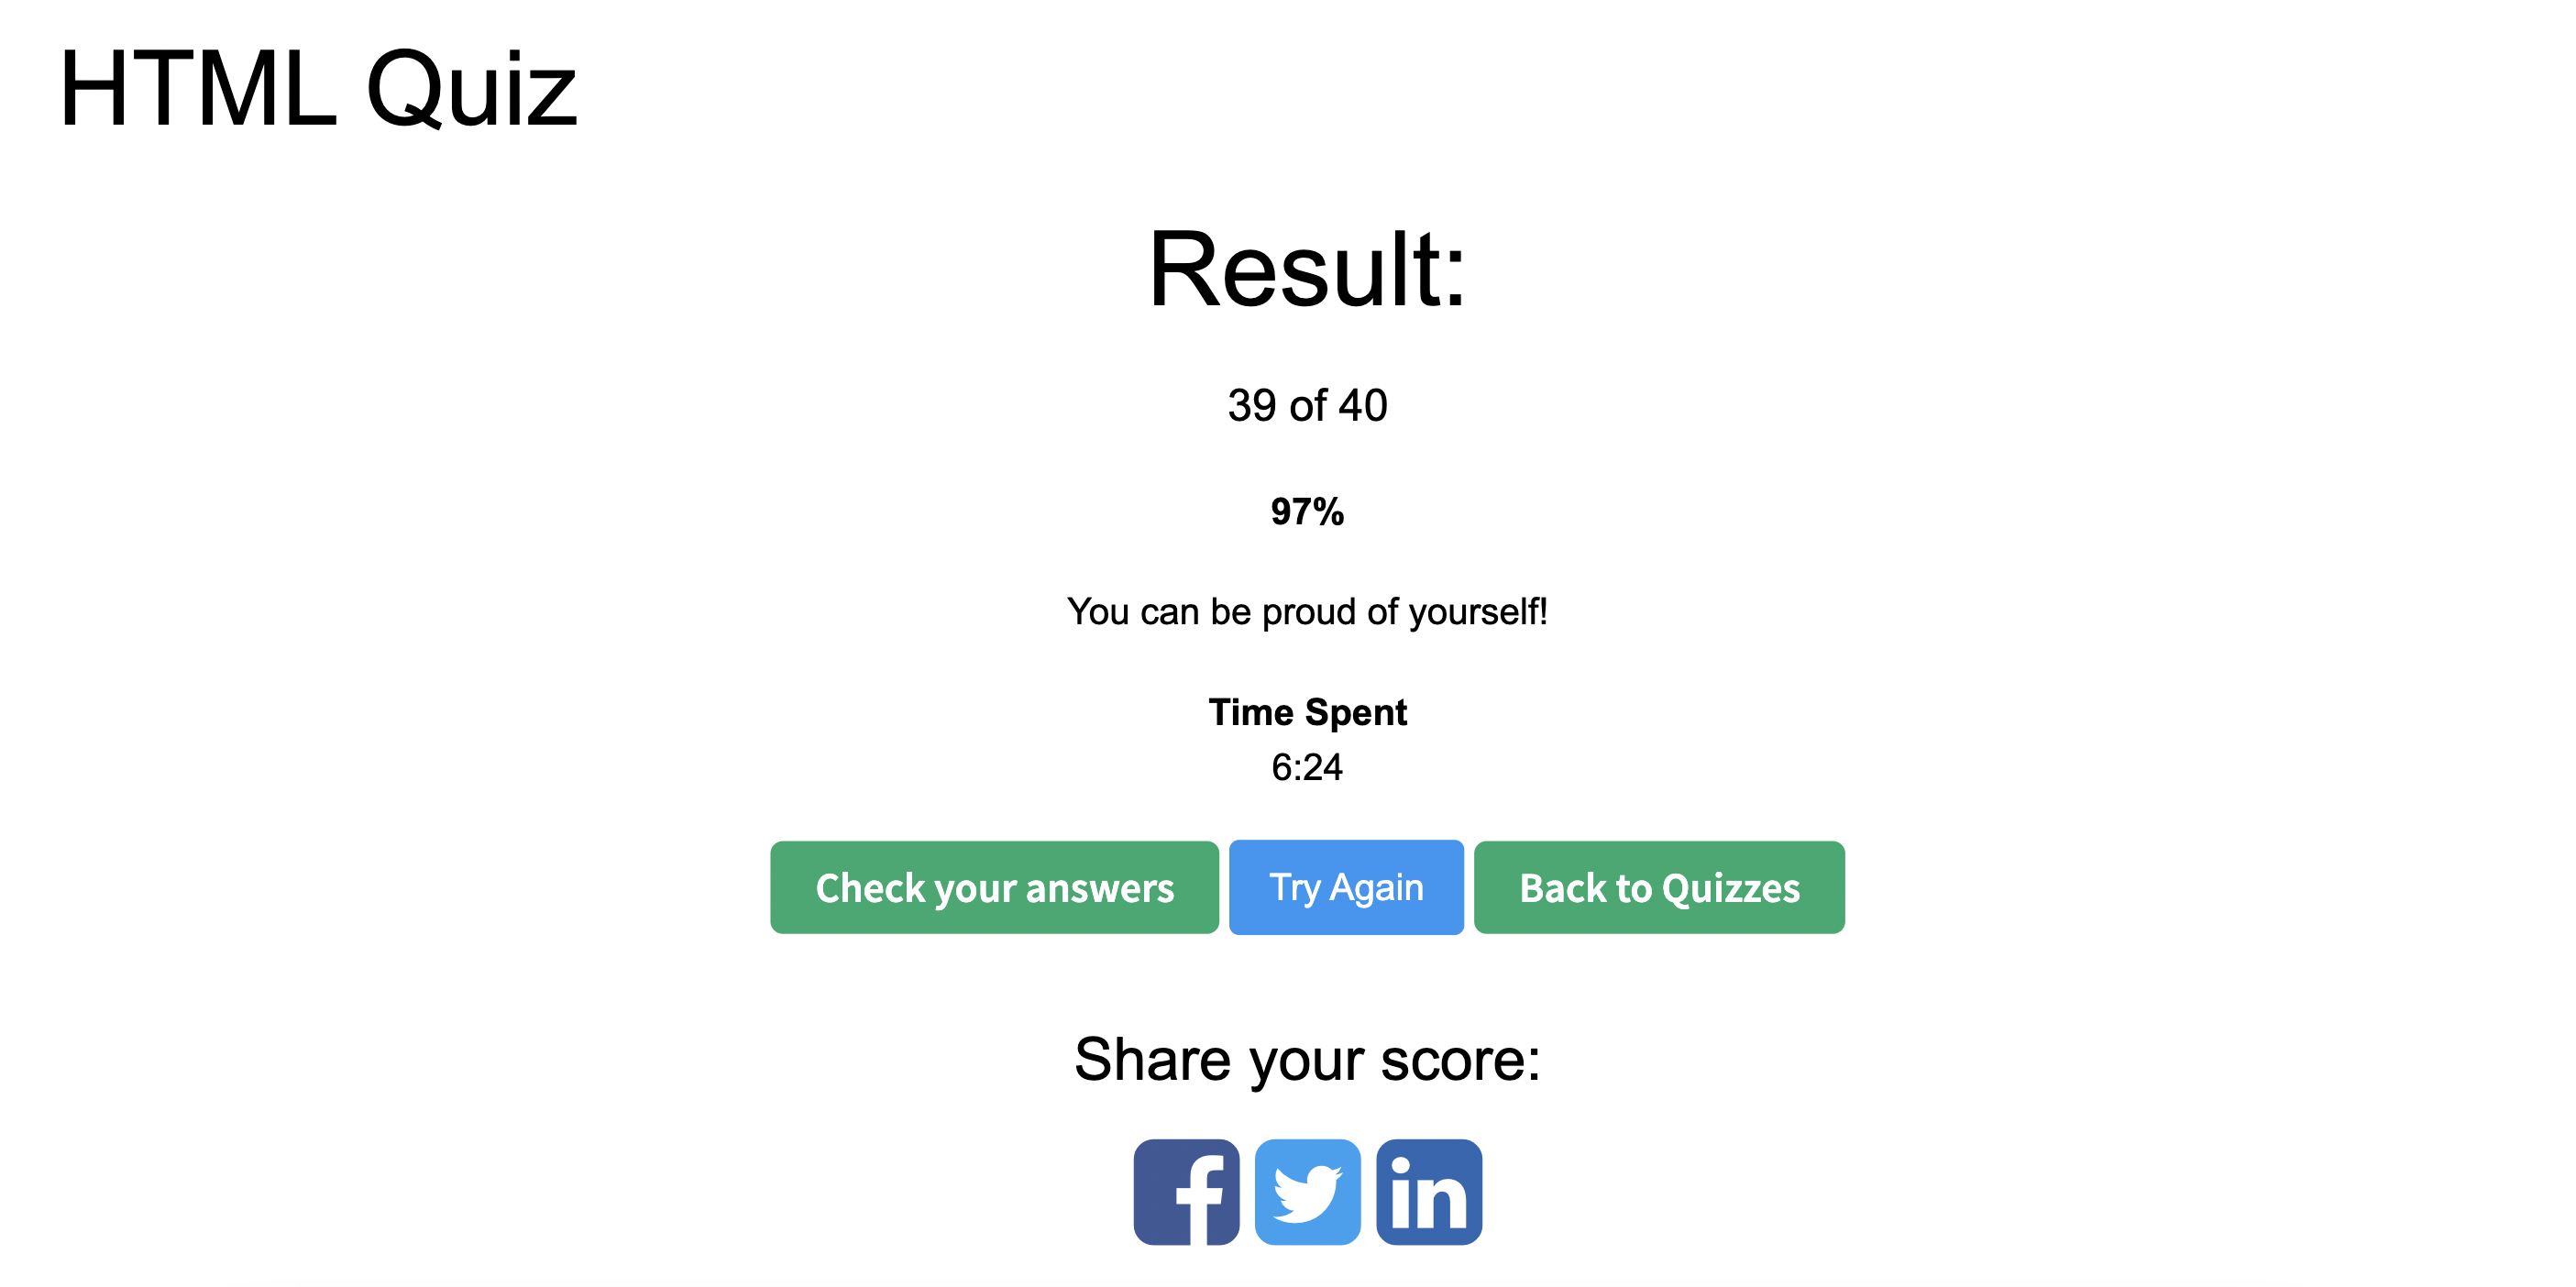 HTML Quiz
Result:
39 of 40
97%
You can be proud of yourself!
Time Spent
6:24
Check your answers
Try Again
Back to Quizzes
Share your score:
f
in